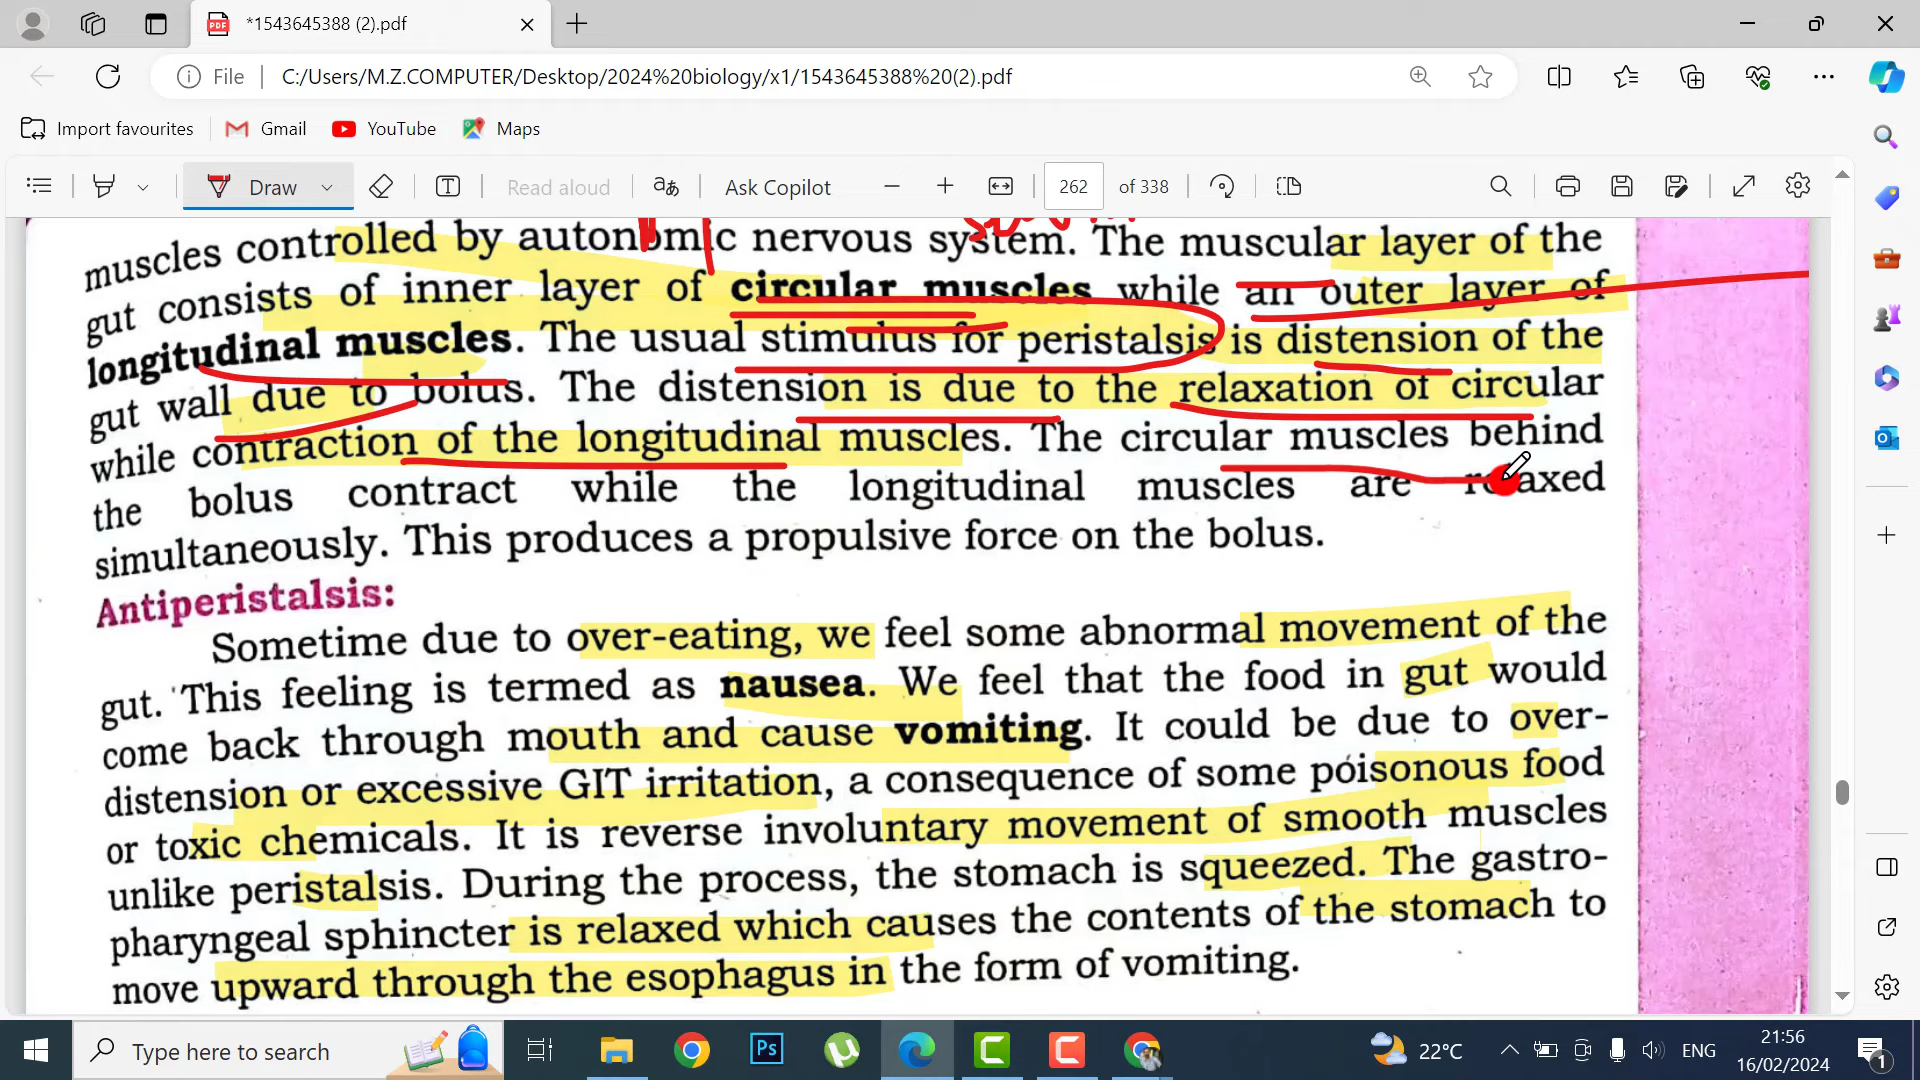 *1543645388 (2).pdf
File
C:/Users/M.Z.COMPUTER/Desktop/2024%20biology/x1/1543645388%20(2).pdf
Import favourites
Gmail
YouTube
Maps
Draw
Read aloud
Ask Copilot
262
of 338
muscles controlled by autonomic nervous system. The muscular layer of the
gut consists of inner layer of circular muscles while an outer layer of
longitudinal muscles. The usual stimulus for peristalsis is distension of the
gut wall due to bolus. The distension is due to the relaxation of circular
while contraction of the longitudinal muscles. The circular muscles behind
the bolus contract while the longitudinal muscles are relaxed
simultaneously. This produces a propulsive force on the bolus.
Antiperistalsis:
Sometime due to over-eating, we feel some abnormal movement of the
gut. This feeling is termed as nausea. We feel that the food in gut would
come back through mouth and cause vomiting. It could be due to over-
distension or excessive GIT irritation, a consequence of some poisonous food
or toxic chemicals. It is reverse involuntary movement of smooth muscles
unlike peristalsis. During the process, the stomach is squeezed. The gastro-
pharyngeal sphincter is relaxed which causes the contents of the stomach to
move upward through the esophagus in the form of vomiting.
Type here to search
Ps
22°C
ENG
21:56
16/02/2024
1